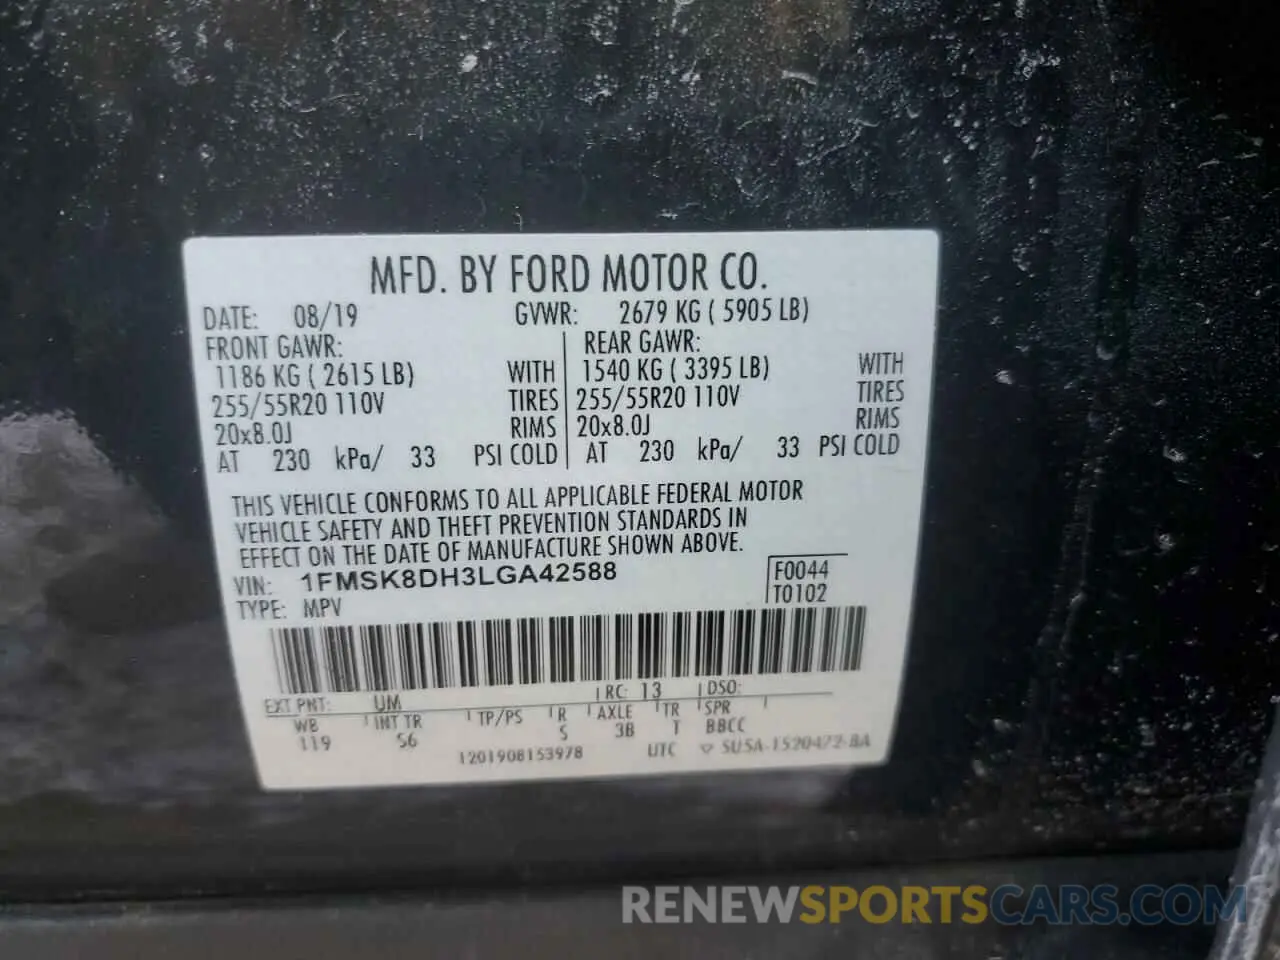 MFD. BY FORD MOTOR CO.
DATE: 08/19 GVWR: 2679 KG ( 5905 LB)
FRONT GAWR: REAR GAWR:
1186 KG ( 2615 LB) WITH 1540 KG ( 3395 LB) WITH
255/55R20 110V TIRES 255/55R20 110V TIRES
20x8.0J RIMS 20x8.0J RIMS
AT 230 kPa/ 33 PSI COLD AT 230 kPa/ 33 PSI COLD
THIS VEHICLE CONFORMS TO ALL APPLICABLE FEDERAL MOTOR
VEHICLE SAFETY AND THEFT PREVENTION STANDARDS IN
EFFECT ON THE DATE OF MANUFACTURE SHOWN ABOVE.
VIN: 1FMSK8DH3LGA42588 F0044
TYPE: MPV T0102
EXT PNT: UM RC: 13 DSO:
WB INT TR TP/PS R AXLE TR SPR
119 S6 S 3B T BBCC
1201908153978 UTC SU5A-1520472-BA
RENEWSPORTSCARS.COM